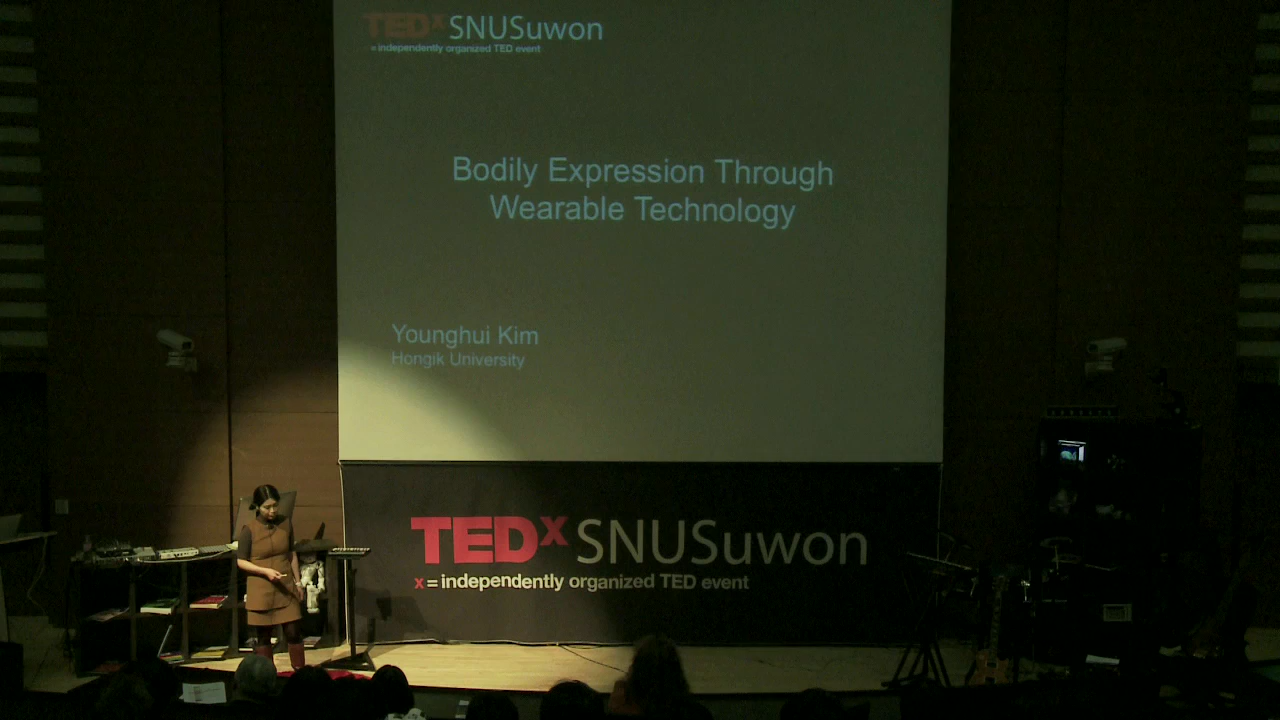 TEDx SNUSuwon
= independently organized TED event
Bodily Expression Through
Wearable Technology
Younghui Kim
Hongik University
TEDx SNUSuwon
x = independently organized TED event